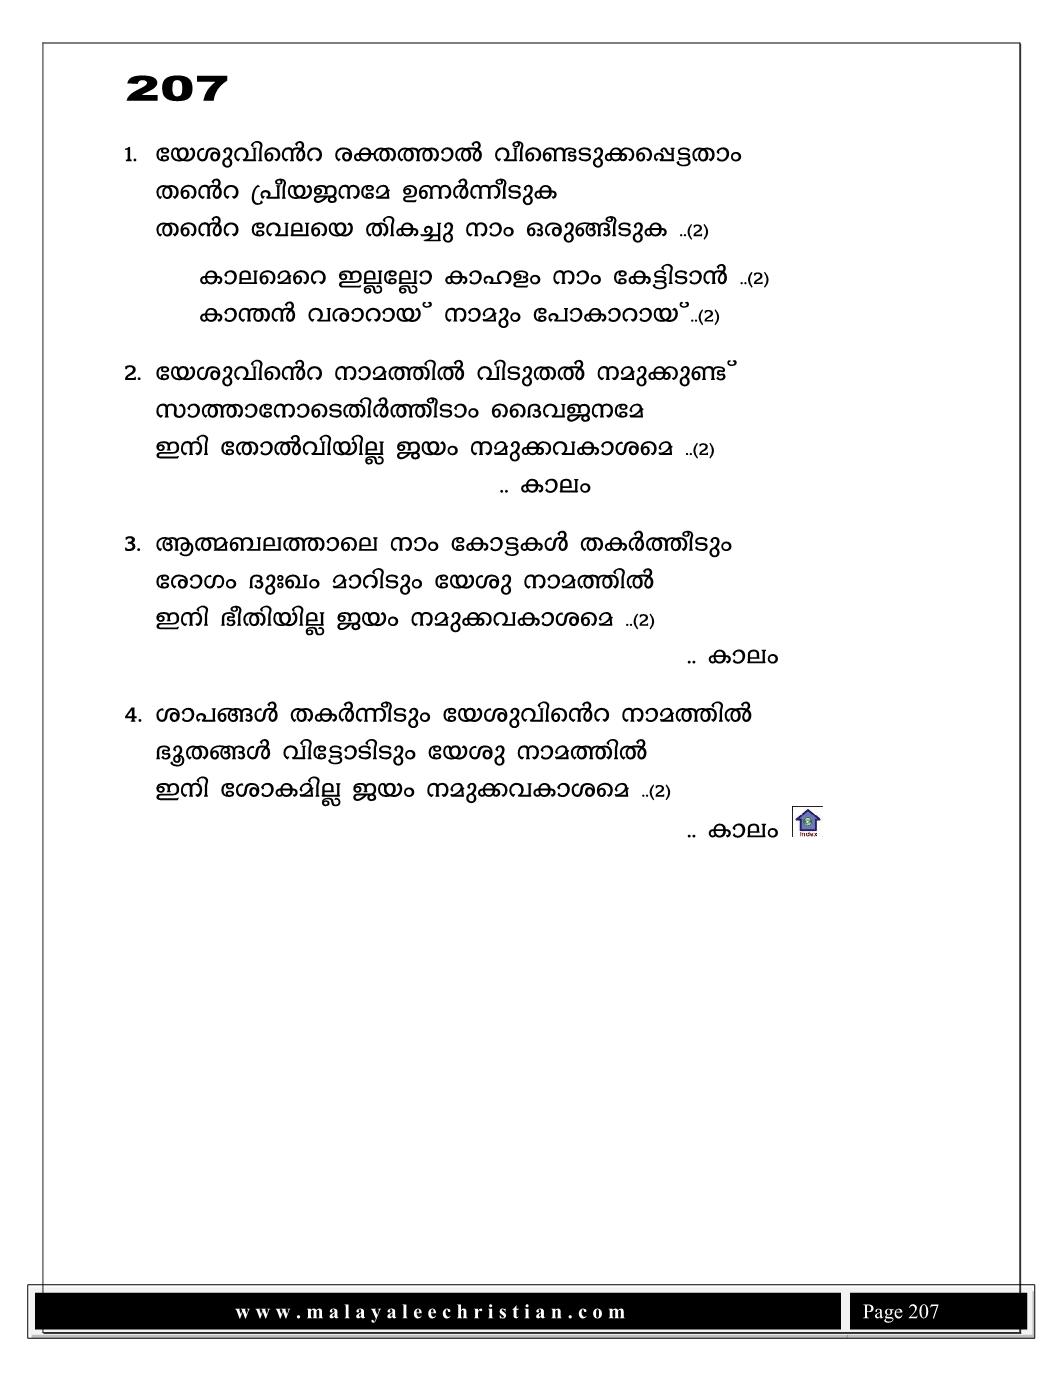 207
1. യേശുവിൻെറ രക്തത്താൽ വീണ്ടെടുക്കപ്പെട്ടതാം
തൻെറ പ്രീയജനമേ ഉണർന്നീടുക
തൻെറ വേലയെ തികച്ചു നാം ഒരുങ്ങീടുക ..(2)
കാലമെറെ ഇല്ലല്ലോ കാഹളം നാം കേട്ടിടാൻ ..(2)
കാന്തൻ വരാറായ് നാമും പോകാറായ്..(2)
2. യേശുവിൻെറ നാമത്തിൽ വിടുതൽ നമുക്കുണ്ട്
സാത്താനോടെതിർത്തീടാം ദൈവജനമേ
ഇനി തോൽവിയില്ല ജയം നമുക്കവകാശമെ ..(2)
.. കാലം
3. ആത്മബലത്താലെ നാം കോട്ടകൾ തകർത്തീടും
രോഗം ദുഃഖം മാറിടും യേശു നാമത്തിൽ
ഇനി ഭീതിയില്ല ജയം നമുക്കവകാശമെ ..(2)
.. കാലം
4. ശാപങ്ങൾ തകർന്നീടും യേശുവിൻെറ നാമത്തിൽ
ഭൂതങ്ങൾ വിട്ടോടിടും യേശു നാമത്തിൽ
ഇനി ശോകമില്ല ജയം നമുക്കവകാശമെ ..(2)
.. കാലം
Index
www.malayaleechristian.com
Page 207